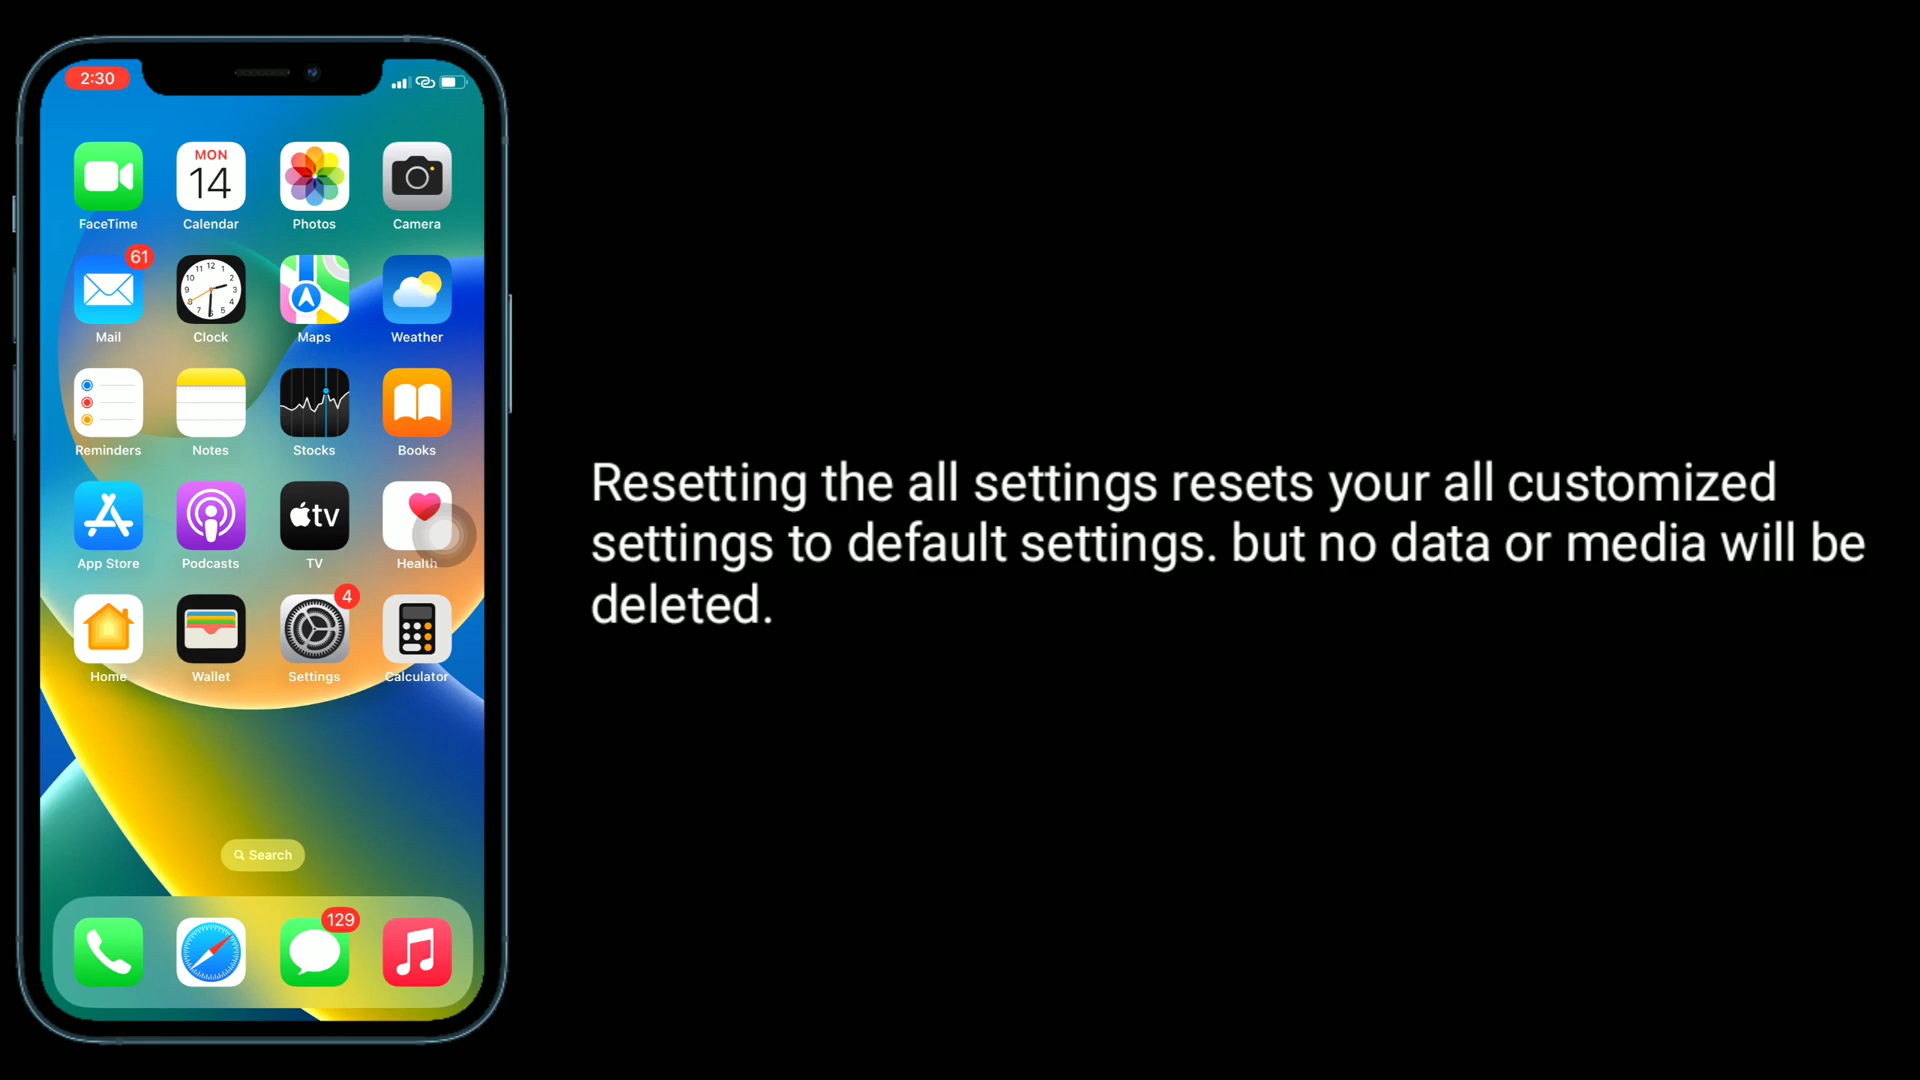 2:30
MON
14
FaceTime
Calendar
Photos
Camera
61
Mail
Clock
Maps
Weather
Reminders
Notes
Stocks
Books
tv
App Store
Podcasts
TV
Health
4
Home
Wallet
Settings
Calculator
Search
129
Resetting the all settings resets your all customized
settings to default settings. but no data or media will be
deleted.